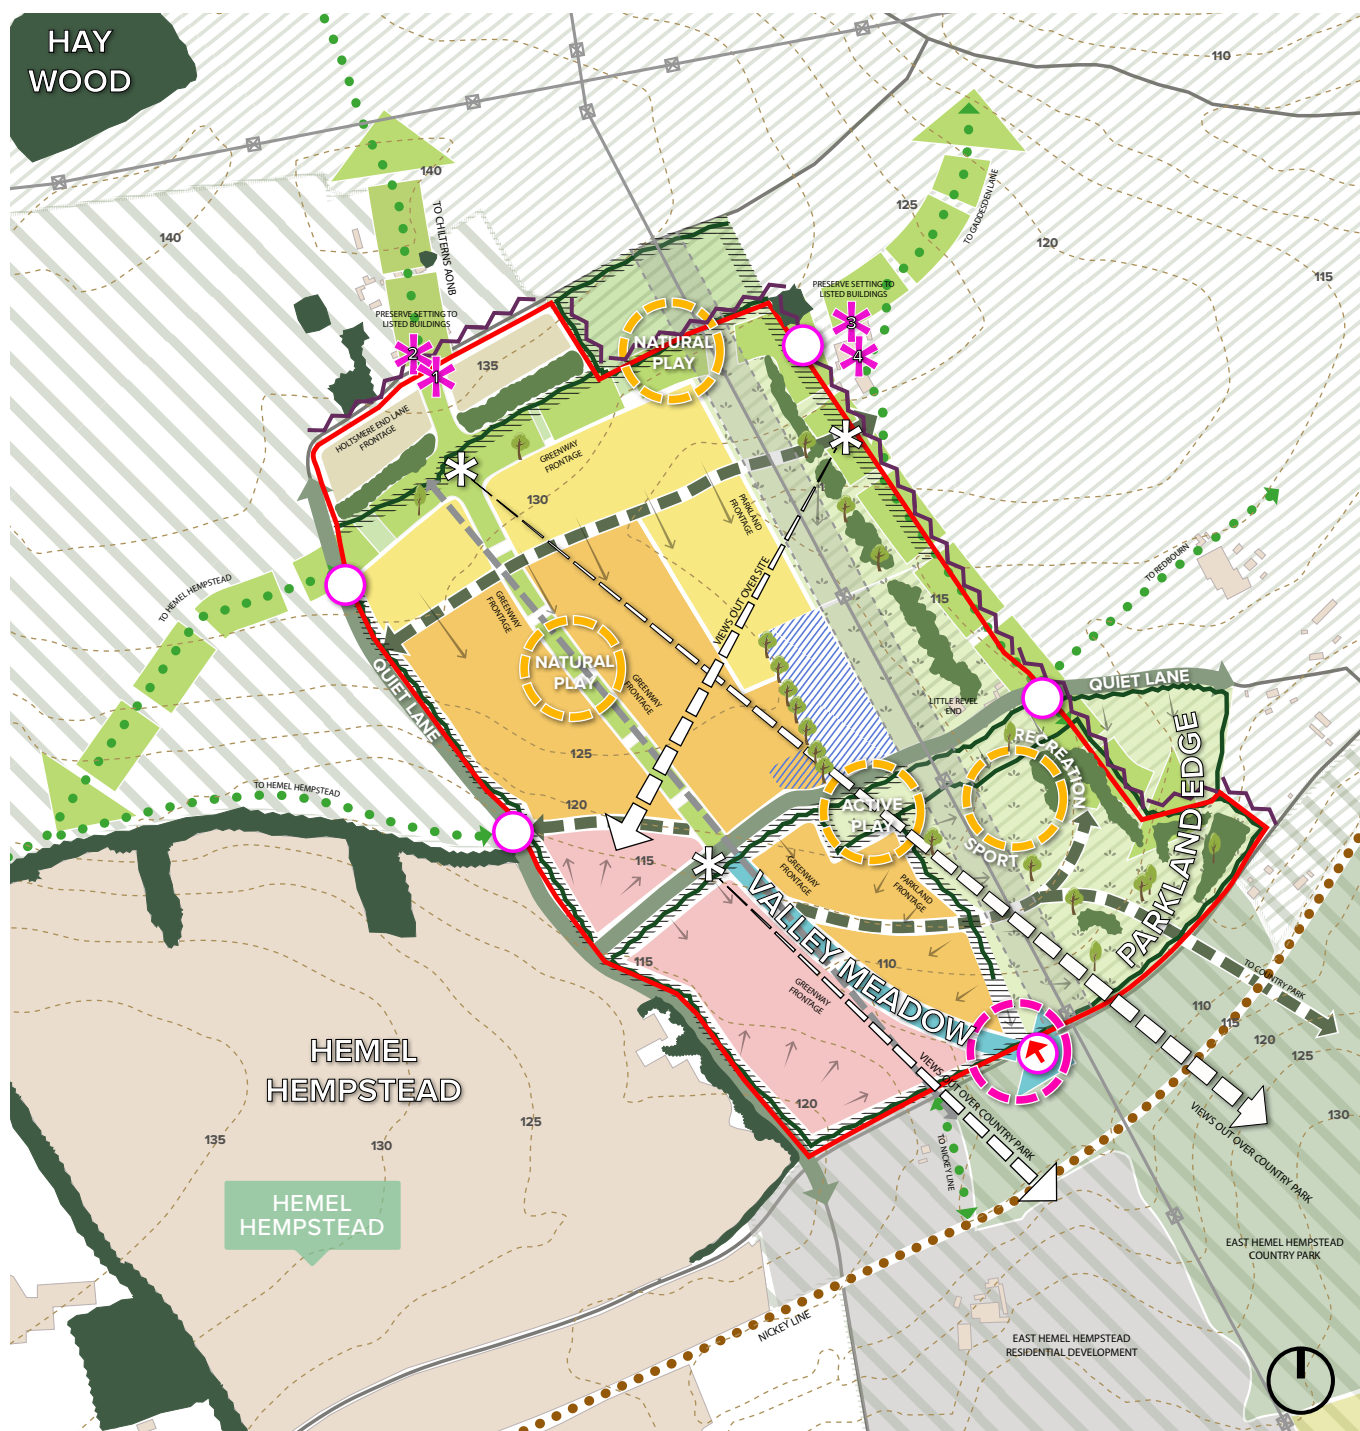 HAY
WOOD
110
140
140
125
120
115
TO CHILTERNS AONB
TO GADDESDEN LANE
PRESERVE SETTING TO
LISTED BUILDINGS
PRESERVE SETTING TO
LISTED BUILDINGS
2
1
3
4
135
NATURAL
PLAY
HOLTSMERE END LANE
FRONTAGE
GREENWAY
FRONTAGE
130
PARKLAND
FRONTAGE
TO HEMEL HEMPSTEAD
TO REDBOURN
115
VIEWS OUT OVER SITE
GREENWAY
FRONTAGE
NATURAL
PLAY
GREENWAY
FRONTAGE
QUIET LANE
QUIET LANE
LITTLE REVEL
END
RECREATION
SPORT
PARKLAND EDGE
125
120
TO HEMEL HEMPSTEAD
ACTIVE
PLAY
115
GREENWAY
FRONTAGE
PARKLAND
FRONTAGE
VALLEY MEADOW
110
115
GREENWAY
FRONTAGE
TO COUNTRY PARK
110
115
120
125
130
HEMEL
HEMPSTEAD
120
VIEWS OUT OVER COUNTRY PARK
VIEWS OUT OVER COUNTRY PARK
TO NICKEY LINE
135
130
125
HEMEL
HEMPSTEAD
EAST HEMEL HEMPSTEAD
COUNTRY PARK
NICKEY LINE
EAST HEMEL HEMPSTEAD
RESIDENTIAL DEVELOPMENT